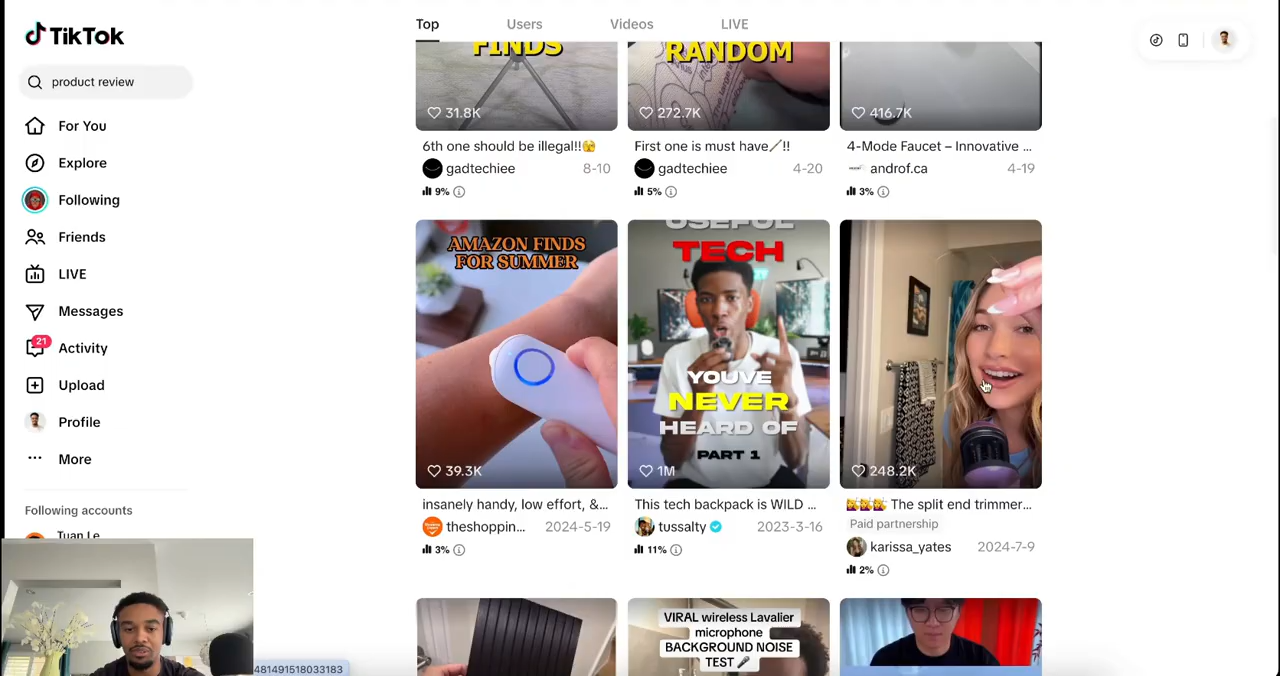 TikTok
product review
For You
Explore
Following
Friends
LIVE
Messages
21
Activity
Upload
Profile
More
Following accounts
Tuan Le
Top
Users
Videos
LIVE
FINDS
31.8K
6th one should be illegal!!
gadtechiee
8-10
9%
RANDOM
272.7K
First one is must have!!
gadtechiee
4-20
5%
416.7K
4-Mode Faucet – Innovative ...
androf.ca
4-19
3%
AMAZON FINDS
FOR SUMMER
39.3K
insanely handy, low effort, &...
theshoppin...
2024-5-19
3%
USEFUL
TECH
YOUVE
NEVER
HEARD OF
PART 1
1M
This tech backpack is WILD ...
tussalty
2023-3-16
11%
248.2K
The split end trimmer...
Paid partnership
karissa_yates
2024-7-9
2%
VIRAL wireless Lavalier
microphone
BACKGROUND NOISE
TEST
481491518033183